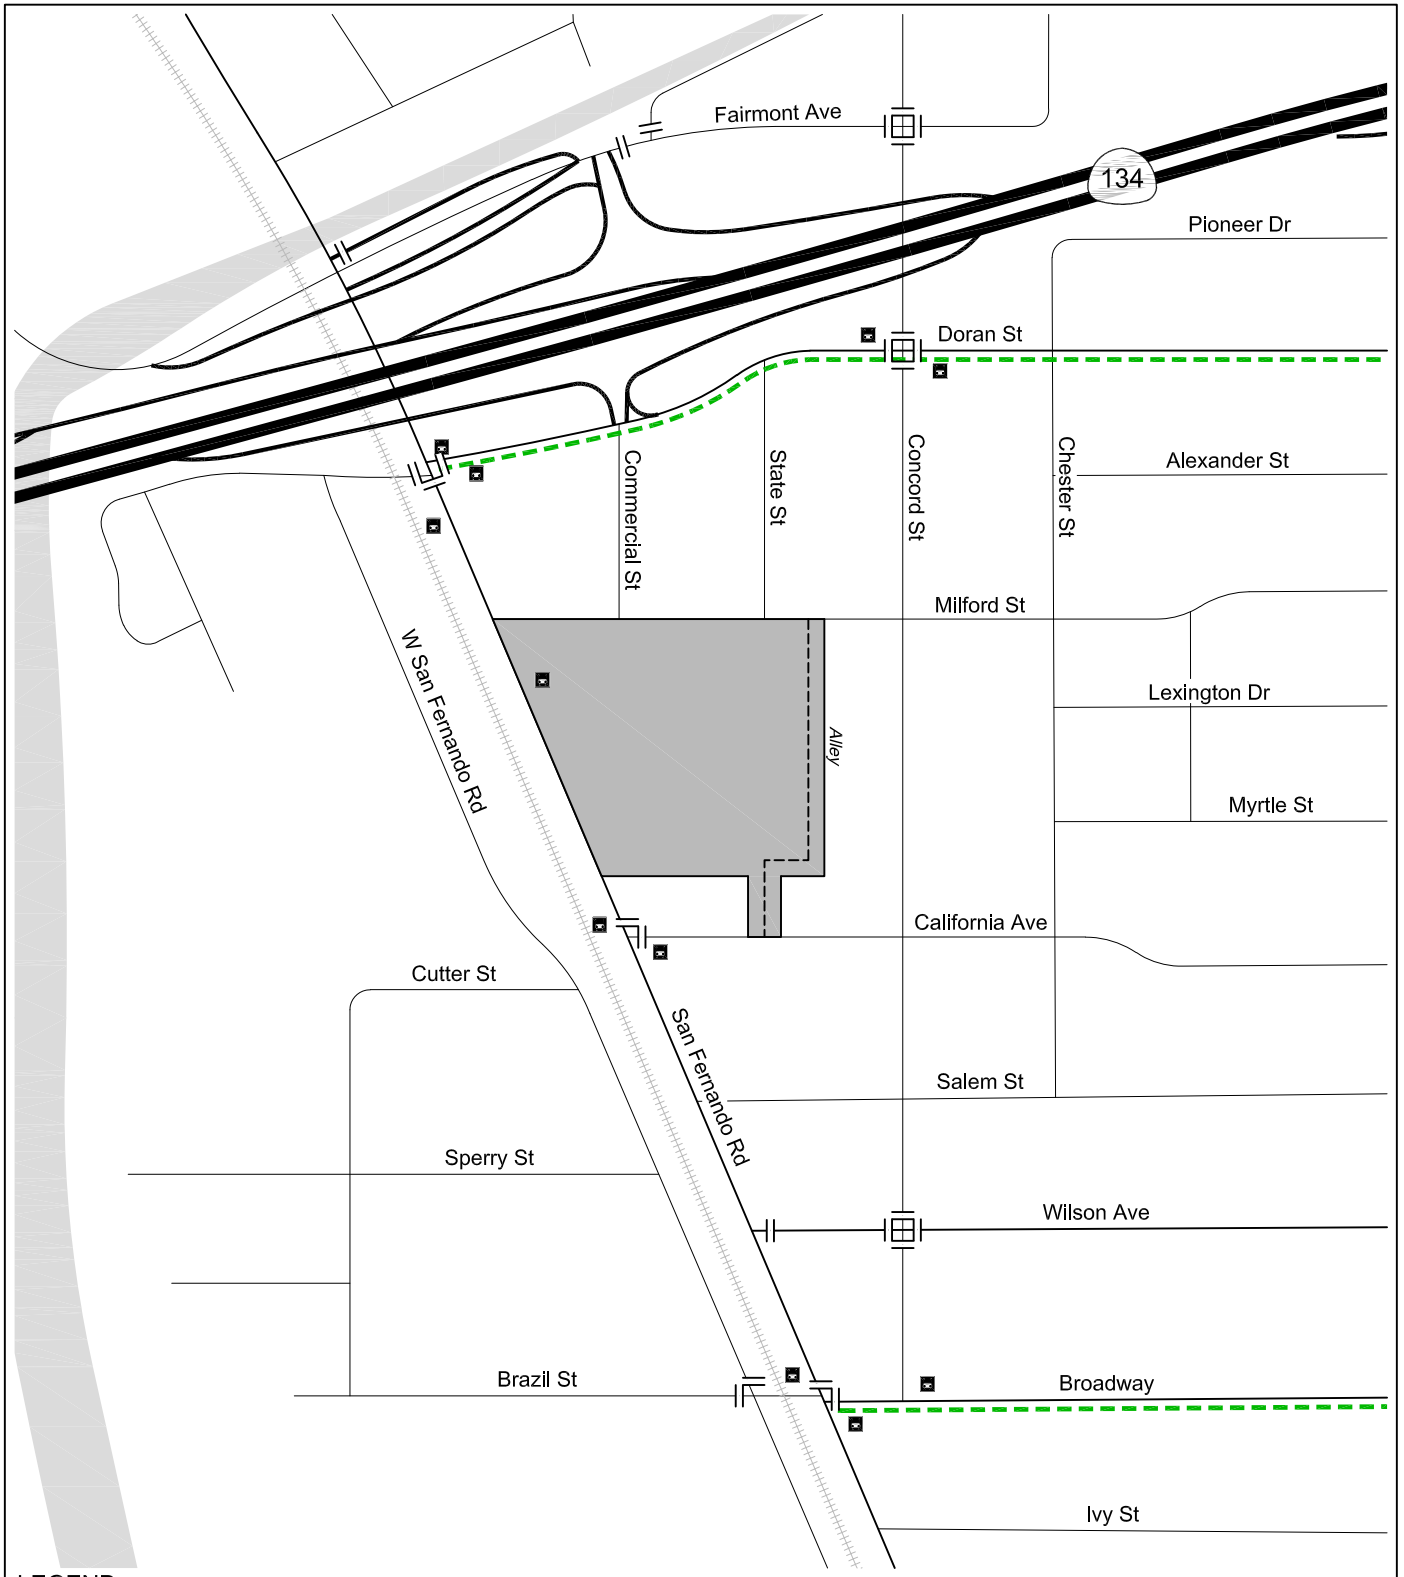 Fairmont Ave
134
Pioneer Dr
Doran St
Commercial St
State St
Concord St
Chester St
Alexander St
Milford St
W San Fernando Rd
Lexington Dr
Alley
Myrtle St
California Ave
Cutter St
San Fernando Rd
Salem St
Sperry St
Wilson Ave
Brazil St
Broadway
Ivy St
LEGEND